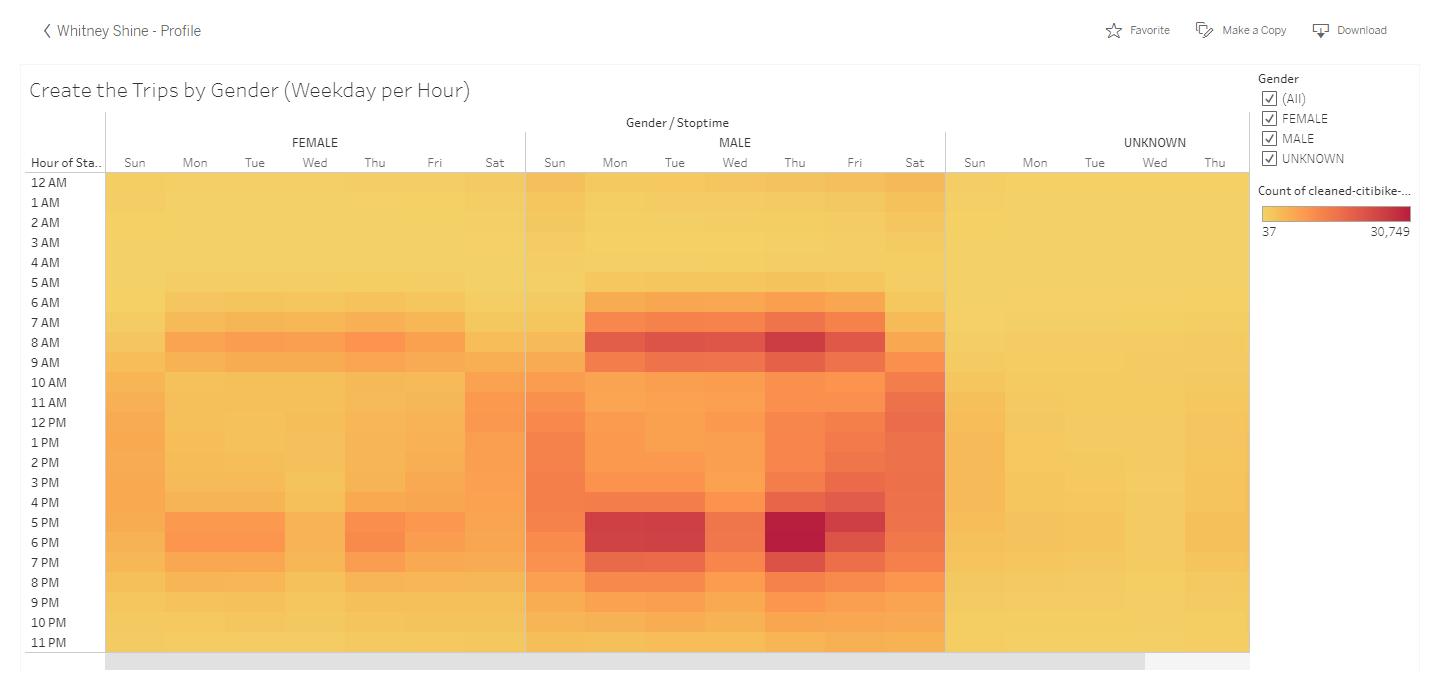 Whitney Shine - Profile
Favorite
Make a Copy
Download
Create the Trips by Gender (Weekday per Hour)
Gender / Stoptime
FEMALE MALE UNKNOWN
Hour of Sta.. Sun Mon Tue Wed Thu Fri Sat Sun Mon Tue Wed Thu Fri Sat Sun Mon Tue Wed Thu
12 AM
1 AM
2 AM
3 AM
4 AM
5 AM
6 AM
7 AM
8 AM
9 AM
10 AM
11 AM
12 PM
1 PM
2 PM
3 PM
4 PM
5 PM
6 PM
7 PM
8 PM
9 PM
10 PM
11 PM
Gender
(All)
FEMALE
MALE
UNKNOWN
Count of cleaned-citibike-...
37 30,749